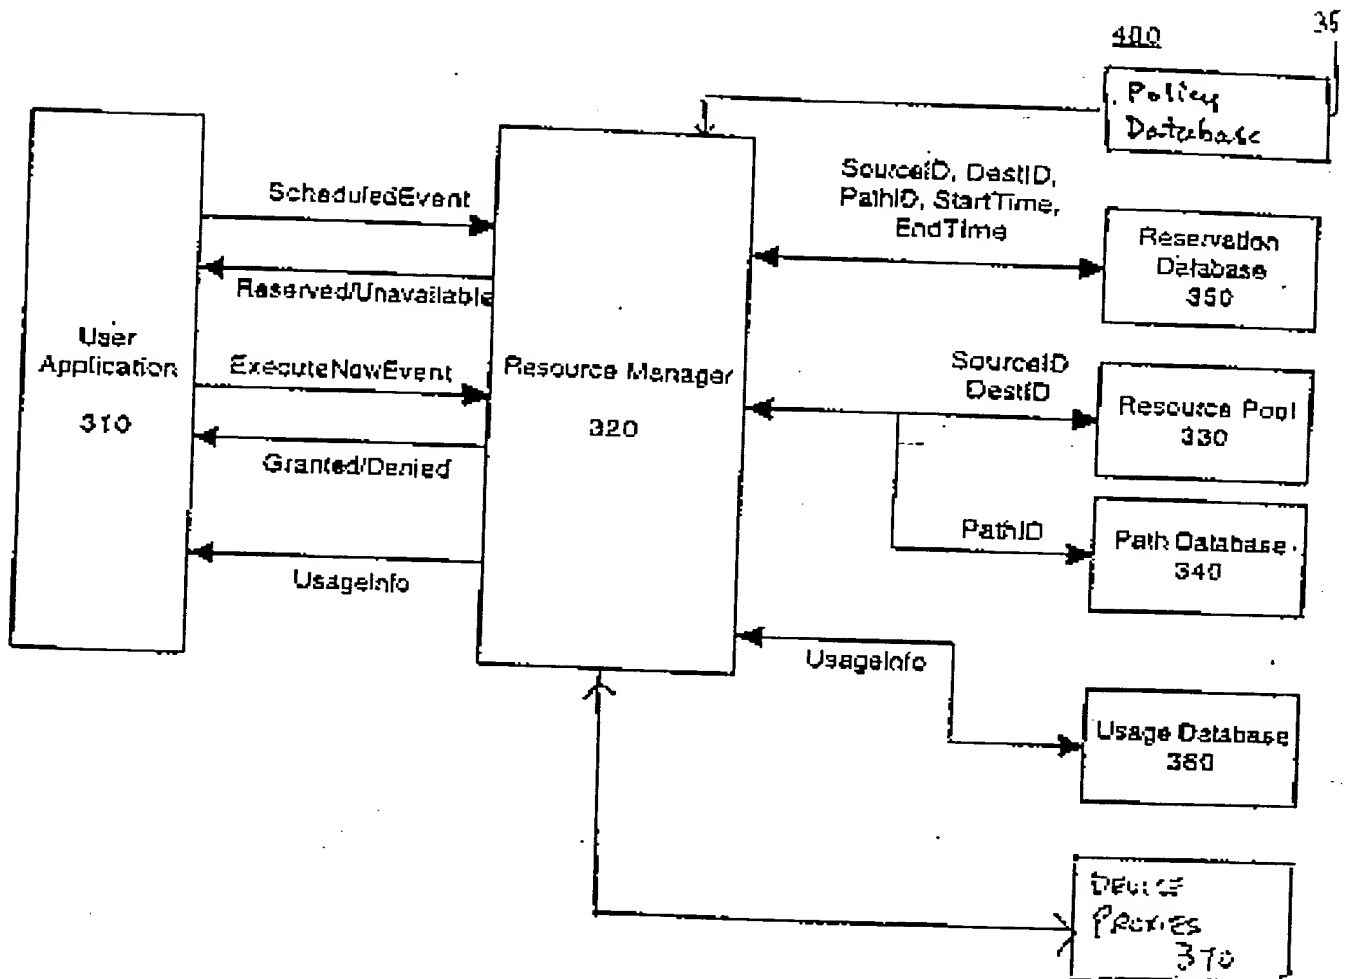 400
35
Policy
Database
SourceID, DestID,
PathID, StartTime,
EndTime
ScheduledEvent
Reservation
Database
350
Reserved/Unavailable
User
Application
310
ExecuteNowEvent
Resource Manager
320
SourceID
DestID
Resource Pool
330
Granted/Denied
PathID
Path Database
340
UsageInfo
UsageInfo
Usage Database
360
DEVICE
PROXIES
370